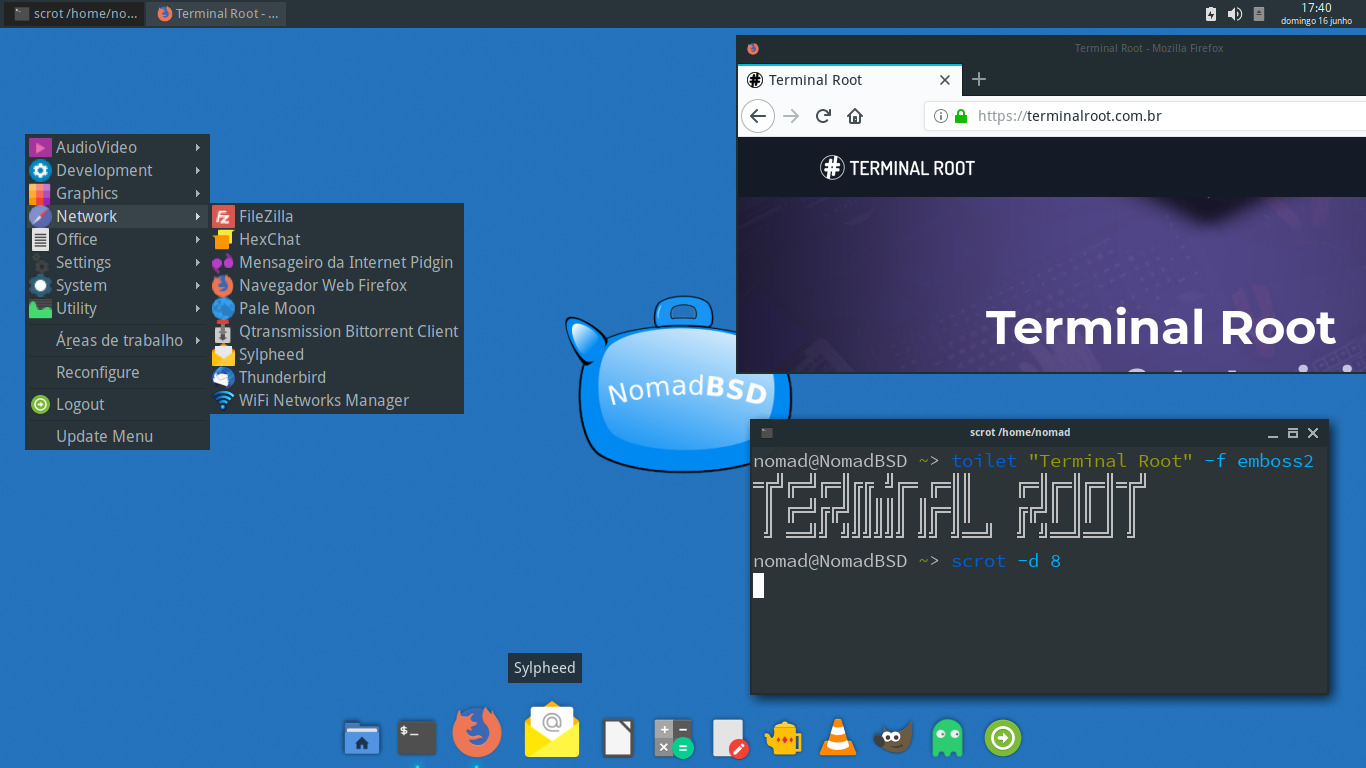 scrot /home/no...
Terminal Root - ...
17:40
domingo 16 junho
Terminal Root - Mozilla Firefox
Terminal Root
https://terminalroot.com.br
# TERMINAL ROOT
Terminal Root
AudioVideo
Development
Graphics
Network
Office
Settings
System
Utility
Áreas de trabalho
Reconfigure
Logout
Update Menu
FileZilla
HexChat
Mensageiro da Internet Pidgin
Navegador Web Firefox
Pale Moon
Qtransmission Bittorrent Client
Sylpheed
Thunderbird
WiFi Networks Manager
NomadBSD
scrot /home/nomad
nomad@NomadBSD ~> toilet "Terminal Root" -f emboss2
TERMINAL ROOT
nomad@NomadBSD ~> scrot -d 8
Sylpheed